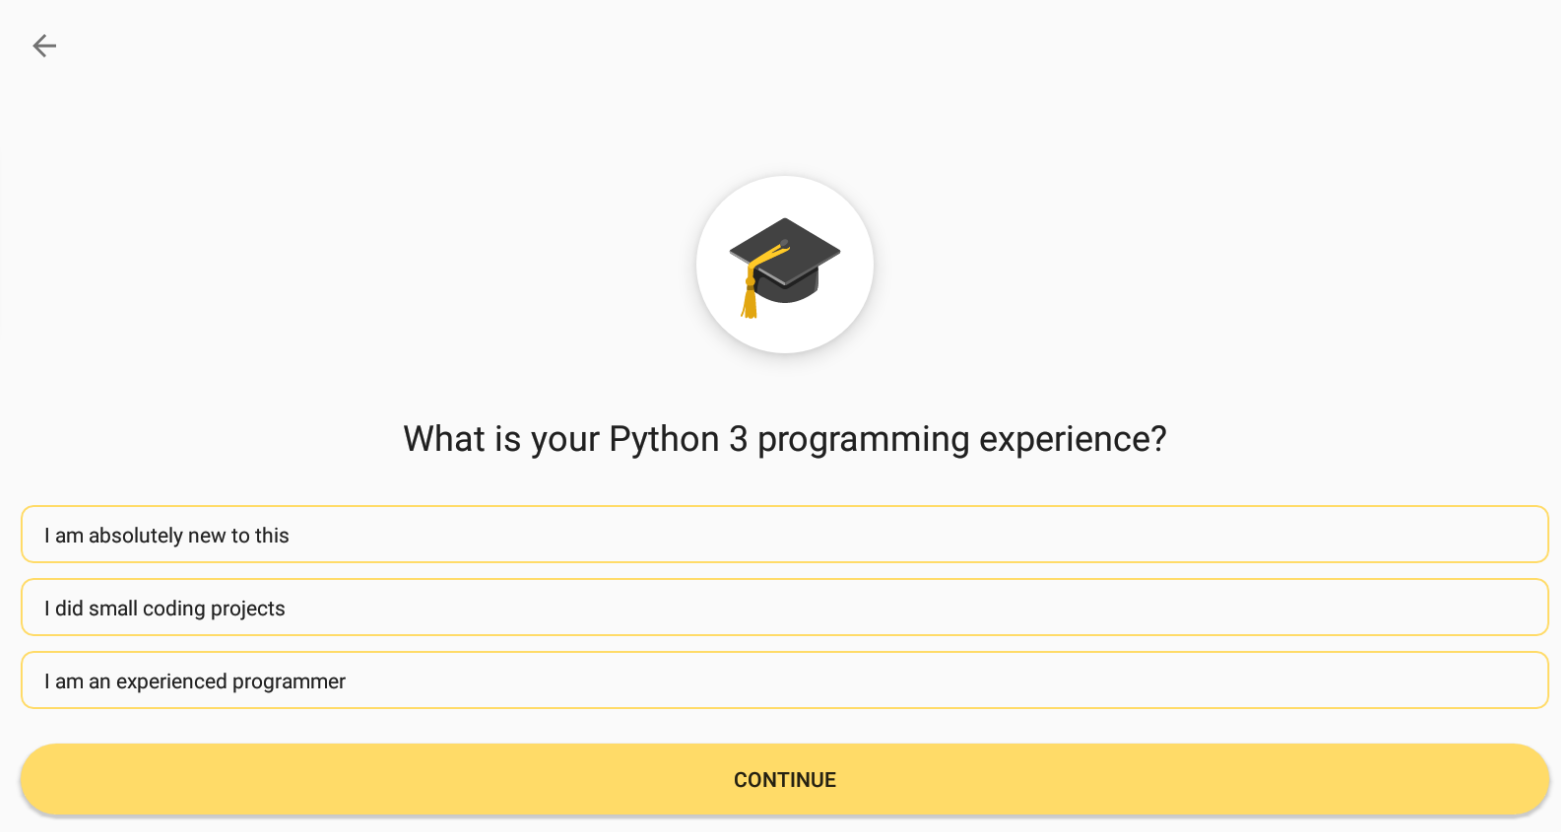 What is your Python 3 programming experience?
I am absolutely new to this
I did small coding projects
I am an experienced programmer
CONTINUE